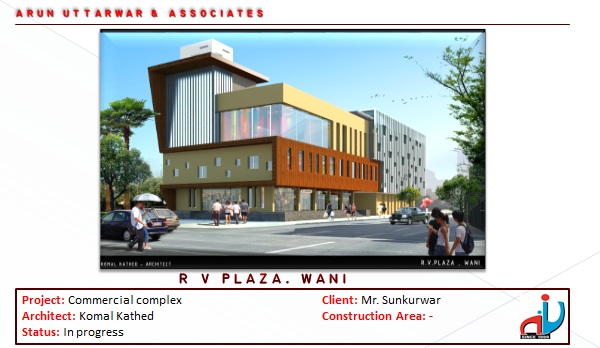 ARUN UTTARWAR & ASSOCIATES
KOMAL KATHED - ARCHITECT
R.V.PLAZA . WANI
R V PLAZA. WANI
Project: Commercial complex
Client: Mr. Sunkurwar
Architect: Komal Kathed
Construction Area: -
Status: In progress